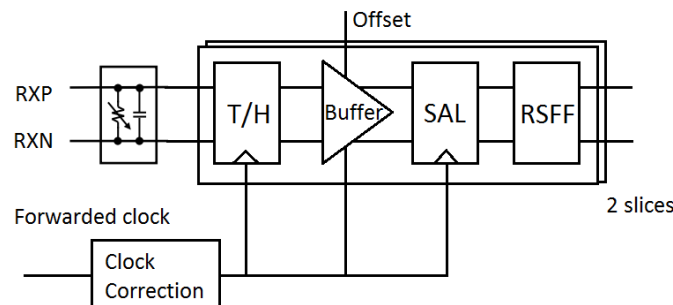 Offset
RXP
RXN
T/H
Buffer
SAL
RSFF
2 slices
Forwarded clock
Clock
Correction